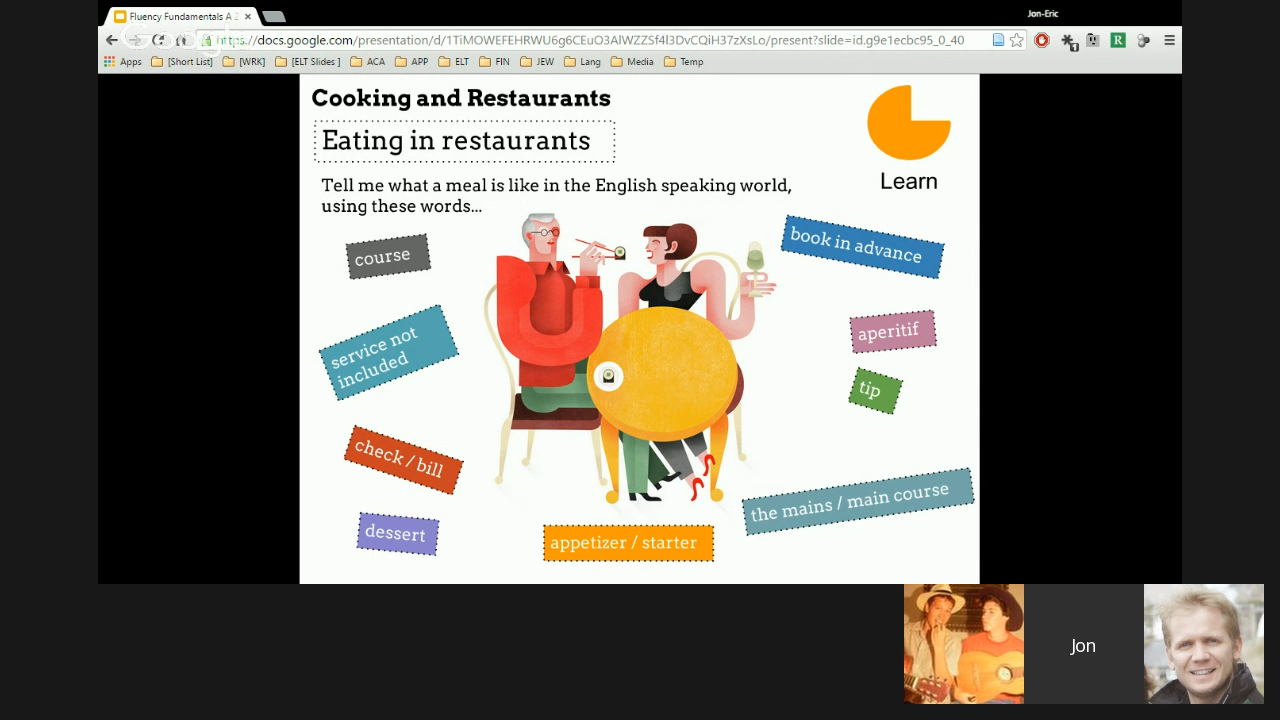 Fluency Fundamentals A 2
Jon-Eric
https://docs.google.com/presentation/d/1TiMOWEFEHRWU6g6CEuO3AlWZZSf4l3DvCQiH37zXsLo/present?slide=id.g9e1ecbc95_0_40
Apps [Short List] [WRK] [ELT Slides ] ACA APP ELT FIN JEW Lang Media Temp
Cooking and Restaurants
Eating in restaurants
Learn
Tell me what a meal is like in the English speaking world,
using these words...
course
book in advance
service not
included
aperitif
tip
check / bill
the mains / main course
dessert
appetizer / starter
Jon